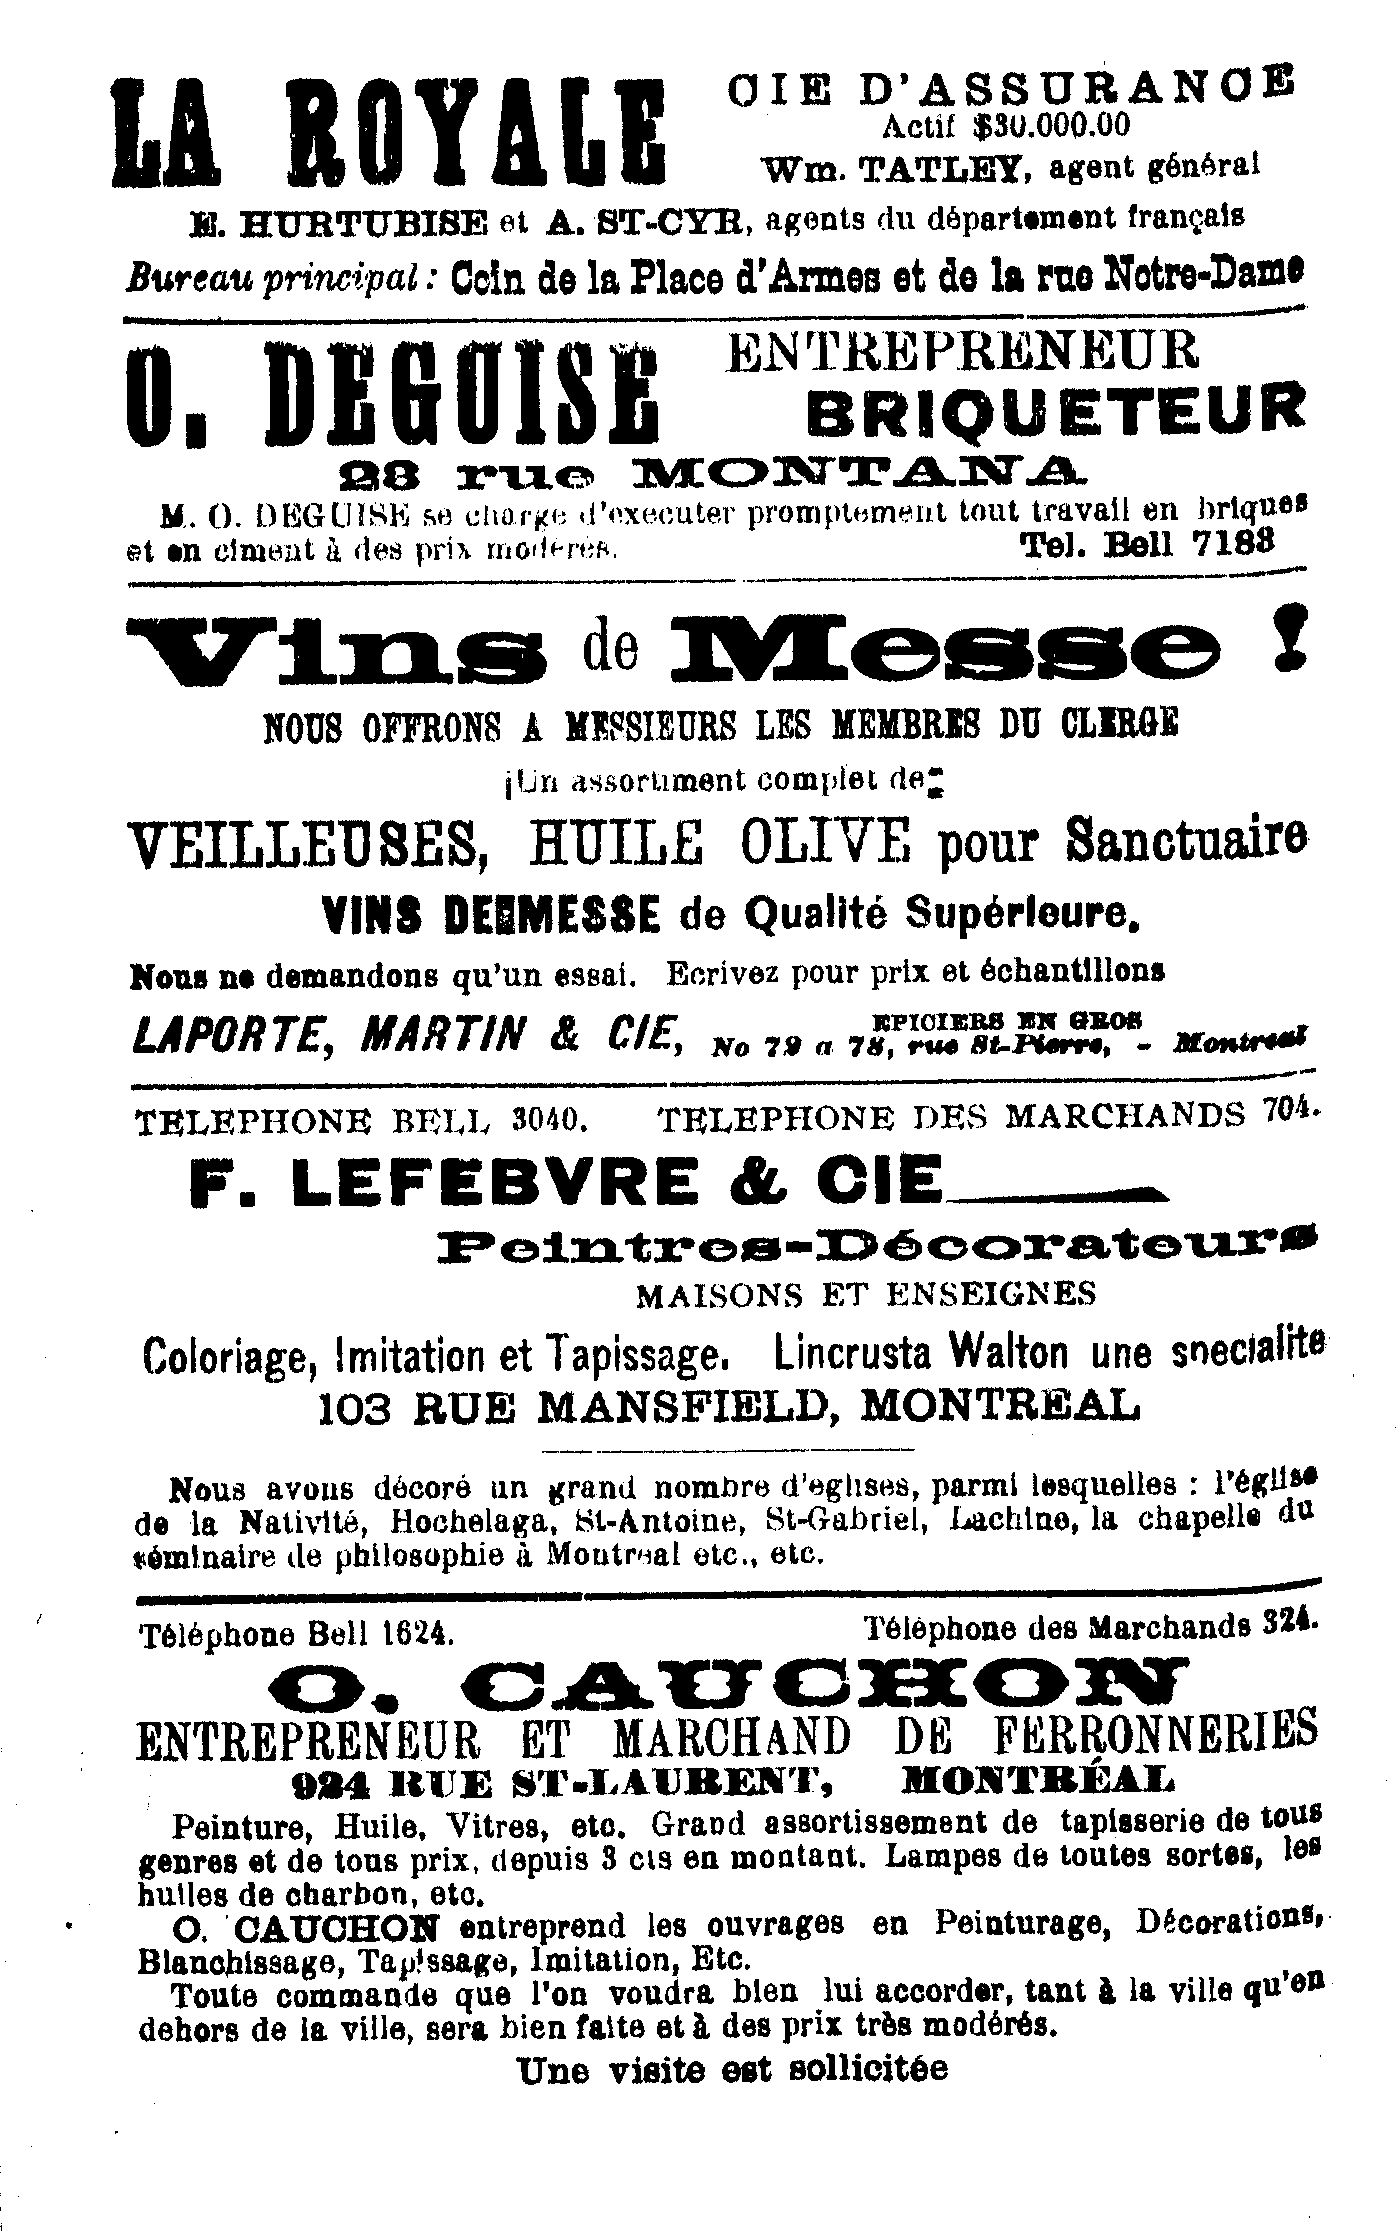 LA ROYALE CIE D'ASSURANCE
Actif $30.000.00
Wm. TATLEY, agent général
E. HURTUBISE et A. ST-CYR, agents du département français
Bureau principal : Coin de la Place d'Armes et de la rue Notre-Dame
O. DEGUISE ENTREPRENEUR
BRIQUETEUR
28 rue MONTANA
M. O. DEGUISE se charge d'executer promptement tout travail en briques
et en ciment à des prix moderés. Tel. Bell 7188
Vins de Messe !
NOUS OFFRONS A MESSIEURS LES MEMBRES DU CLERGE
Un assortiment complet de
VEILLEUSES, HUILE OLIVE pour Sanctuaire
VINS DE MESSE de Qualité Supérieure.
Nous ne demandons qu'un essai. Ecrivez pour prix et échantillons
LAPORTE, MARTIN & CIE, EPICIERS EN GROS
No 79 a 78, rue St-Pierre, - Montreal
TELEPHONE BELL 3040. TELEPHONE DES MARCHANDS 704.
F. LEFEBVRE & CIE
Peintres-Décorateurs
MAISONS ET ENSEIGNES
Coloriage, Imitation et Tapissage. Lincrusta Walton une specialite
103 RUE MANSFIELD, MONTREAL
Nous avons décoré un grand nombre d'eglises, parmi lesquelles : l'église
de la Nativité, Hochelaga, St-Antoine, St-Gabriel, Lachine, la chapelle du
séminaire de philosophie à Montreal etc., etc.
Téléphone Bell 1624. Téléphone des Marchands 324.
O. CAUCHON
ENTREPRENEUR ET MARCHAND DE FERRONNERIES
924 RUE ST-LAURENT, MONTRÉAL
Peinture, Huile, Vitres, etc. Grand assortissement de tapisserie de tous
genres et de tous prix, depuis 3 cts en montant. Lampes de toutes sortes, les
huiles de charbon, etc.
O. CAUCHON entreprend les ouvrages en Peinturage, Décorations,
Blanchissage, Tapissage, Imitation, Etc.
Toute commande que l'on voudra bien lui accorder, tant à la ville qu'en
dehors de la ville, sera bien faite et à des prix très modérés.
Une visite est sollicitée